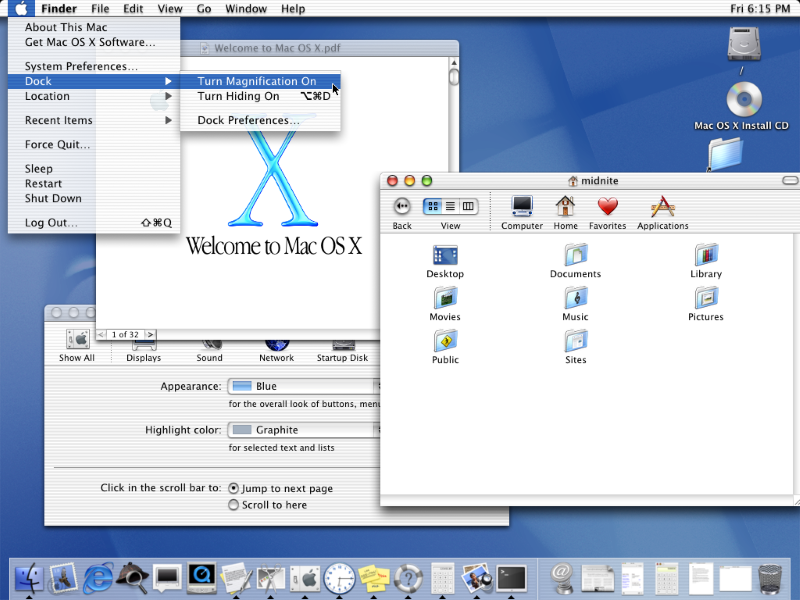 Finder File Edit View Go Window Help Fri 6:15 PM
About This Mac
Get Mac OS X Software...
System Preferences...
Dock
Location
Recent Items
Force Quit...
Sleep
Restart
Shut Down
Log Out... ⇧⌘Q
Turn Magnification On
Turn Hiding On ⌥⌘D
Dock Preferences...
Welcome to Mac OS X.pdf
X
Welcome to Mac OS X
1 of 32
/
Mac OS X Install CD
midnite
Back View Computer Home Favorites Applications
Desktop Documents Library
Movies Music Pictures
Public Sites
Show All Displays Sound Network Startup Disk
Appearance: Blue
for the overall look of buttons, menu
Highlight color: Graphite
for selected text and lists
Click in the scroll bar to: Jump to next page
Scroll to here